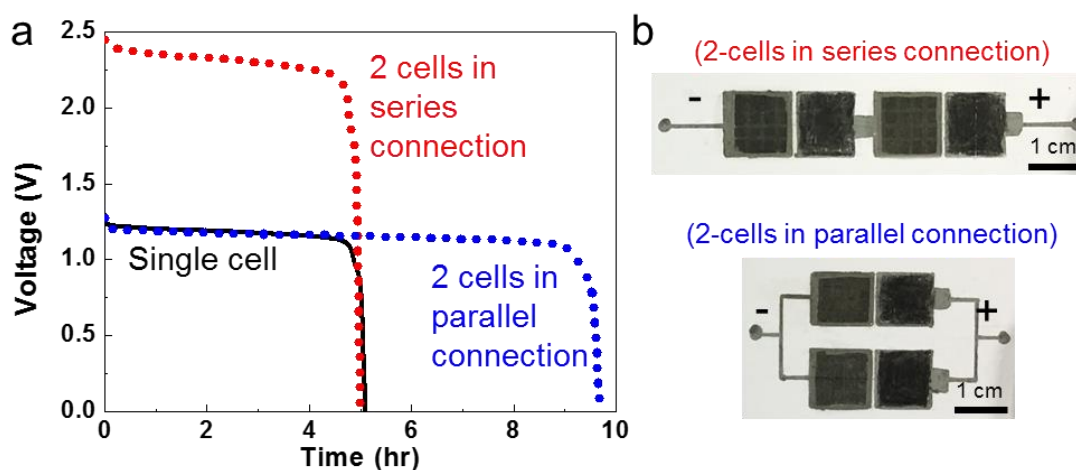 a
2.5
2.0
1.5
1.0
0.5
0.0
Voltage (V)
0
2
4
6
8
10
Time (hr)
2 cells in
series
connection
Single cell
2 cells in
parallel
connection
b
(2-cells in series connection)
-
+
1 cm
(2-cells in parallel connection)
-
+
1 cm